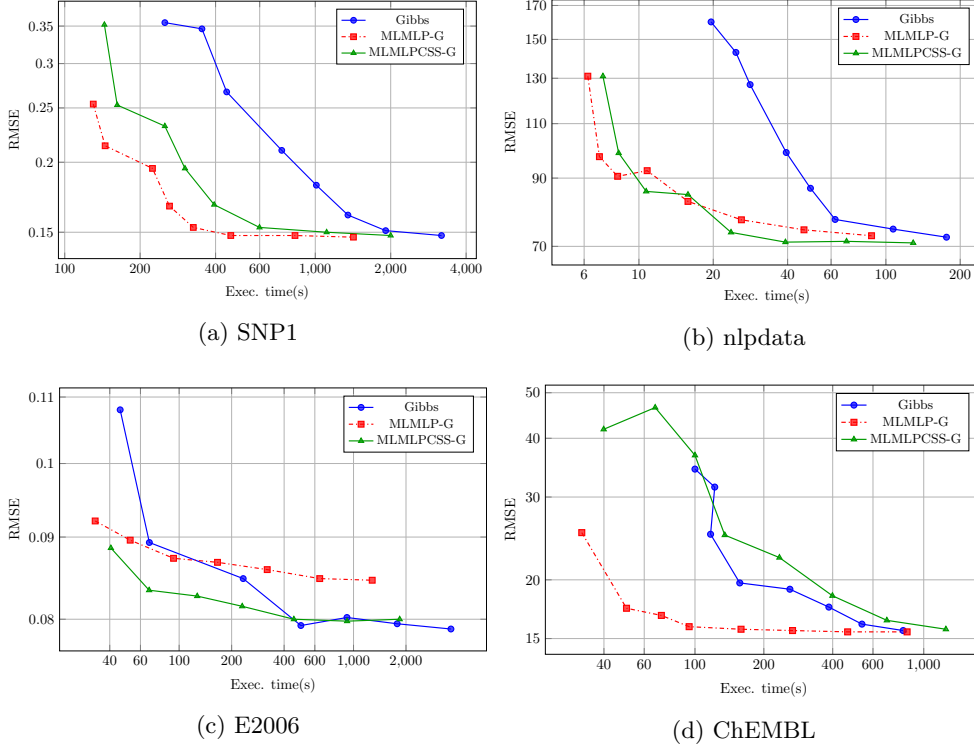 0.35
0.3
0.25
0.2
0.15
RMSE
100
200
400
600
1,000
2,000
4,000
Exec. time(s)
Gibbs
MLMLP-G
MLMLPCSS-G
(a) SNP1
170
150
130
110
90
70
RMSE
6
10
20
40
60
100
200
Exec. time(s)
Gibbs
MLMLP-G
MLMLPCSS-G
(b) nlpdata
0.11
0.1
0.09
0.08
RMSE
40
60
100
200
400
600
1,000
2,000
Exec. time(s)
Gibbs
MLMLP-G
MLMLPCSS-G
(c) E2006
50
40
30
20
15
RMSE
40
60
100
200
400
600
1,000
Exec. time(s)
Gibbs
MLMLP-G
MLMLPCSS-G
(d) ChEMBL